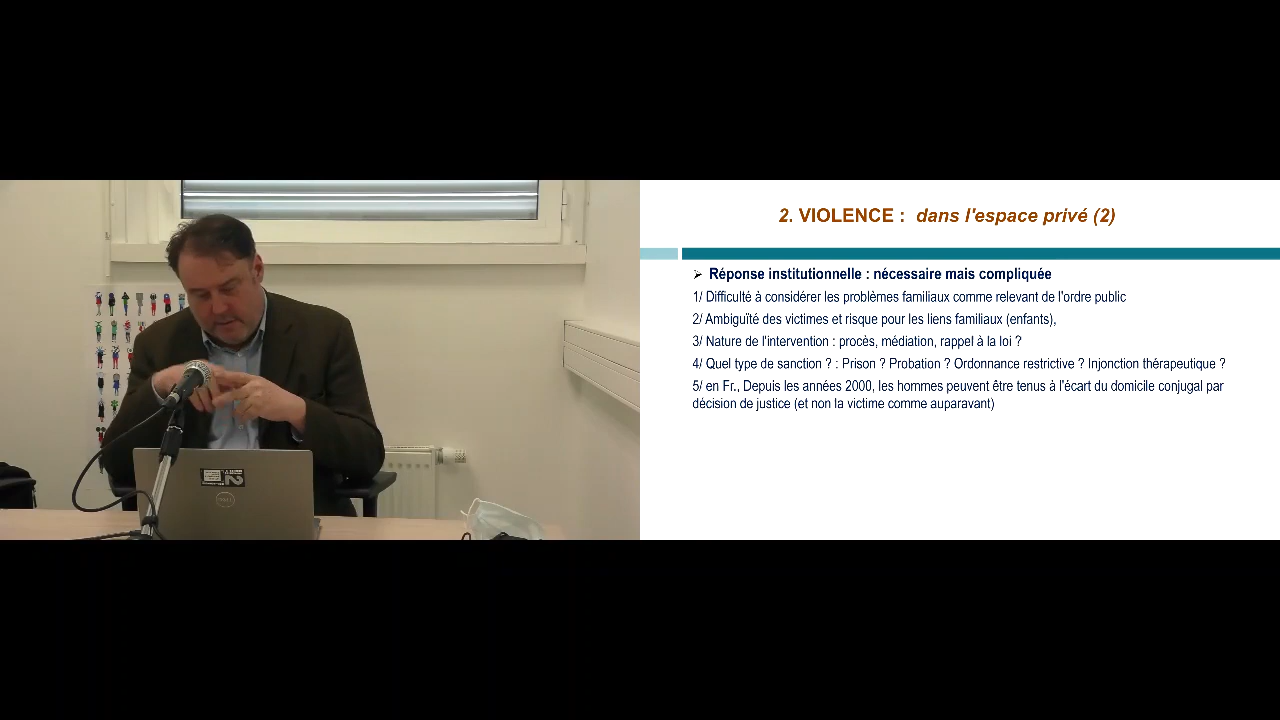 2. VIOLENCE : dans l'espace privé (2)
➢ Réponse institutionnelle : nécessaire mais compliquée
1/ Difficulté à considérer les problèmes familiaux comme relevant de l'ordre public
2/ Ambiguïté des victimes et risque pour les liens familiaux (enfants),
3/ Nature de l'intervention : procès, médiation, rappel à la loi ?
4/ Quel type de sanction ? : Prison ? Probation ? Ordonnance restrictive ? Injonction thérapeutique ?
5/ en Fr., Depuis les années 2000, les hommes peuvent être tenus à l'écart du domicile conjugal par
décision de justice (et non la victime comme auparavant)
DELL